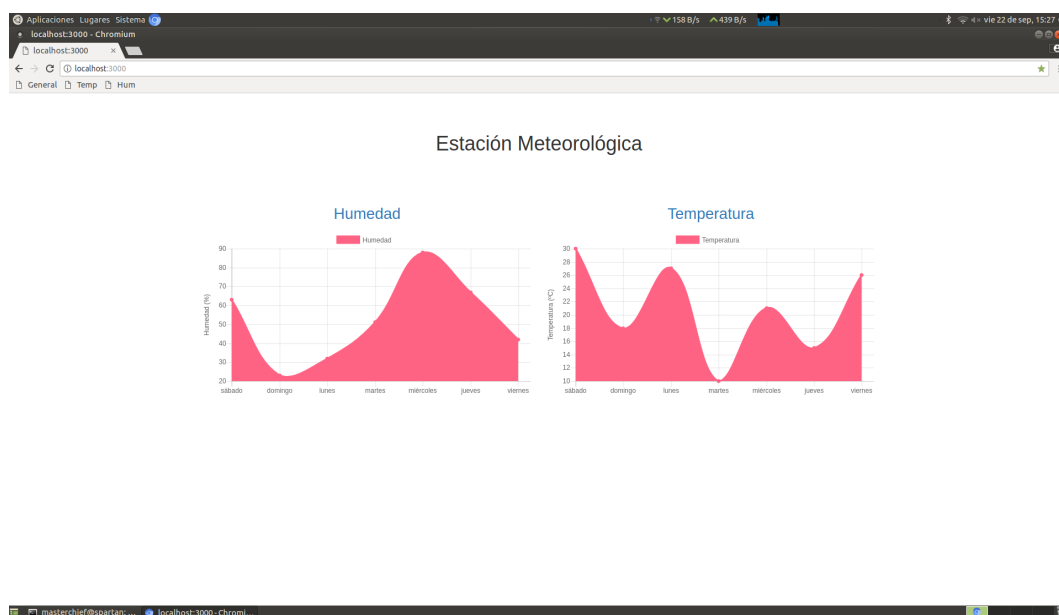 Aplicaciones Lugares Sistema 158 B/s 439 B/s vie 22 de sep, 15:27
localhost:3000 - Chromium
localhost:3000 ×
localhost:3000
General Temp Hum
Estación Meteorológica
Humedad
Humedad
90
80
70
60
50
40
30
20
Humedad (%)
sábado domingo lunes martes miércoles jueves viernes
Temperatura
Temperatura
30
28
26
24
22
20
18
16
14
12
10
Temperatura (ºC)
sábado domingo lunes martes miércoles jueves viernes
masterchief@spartan: ... localhost:3000 - Chromi...